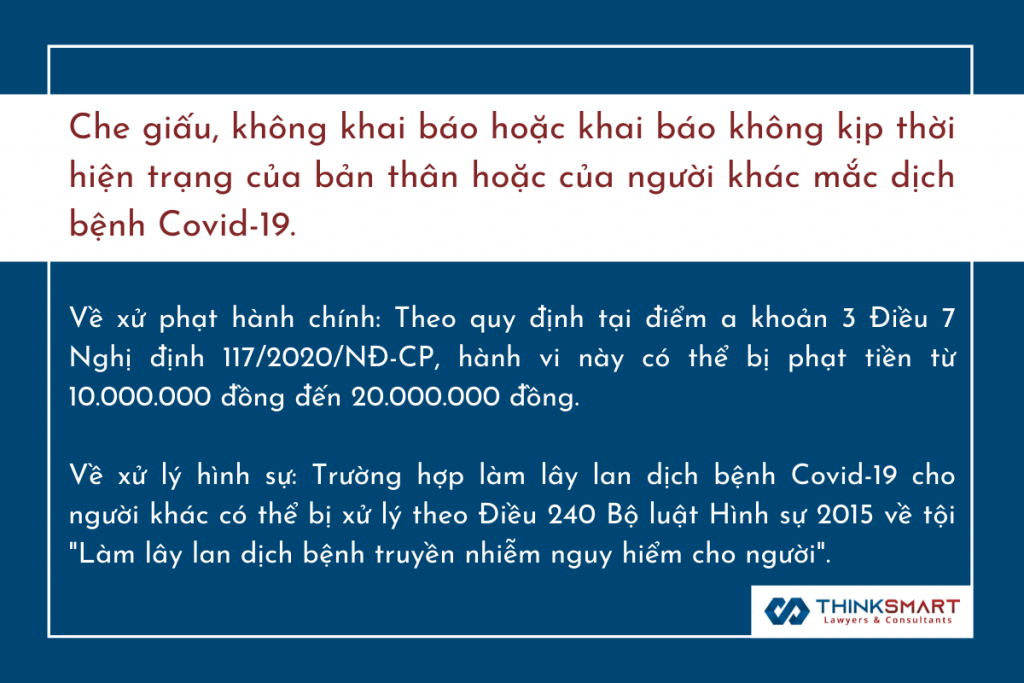 Che giấu, không khai báo hoặc khai báo không kịp thời
hiện trạng của bản thân hoặc của người khác mắc dịch
bệnh Covid-19.
Về xử phạt hành chính: Theo quy định tại điểm a khoản 3 Điều 7
Nghị định 117/2020/NĐ-CP, hành vi này có thể bị phạt tiền từ
10.000.000 đồng đến 20.000.000 đồng.
Về xử lý hình sự: Trường hợp làm lây lan dịch bệnh Covid-19 cho
người khác có thể bị xử lý theo Điều 240 Bộ luật Hình sự 2015 về tội
"Làm lây lan dịch bệnh truyền nhiễm nguy hiểm cho người".
THINKSMART
Lawyers & Consultants